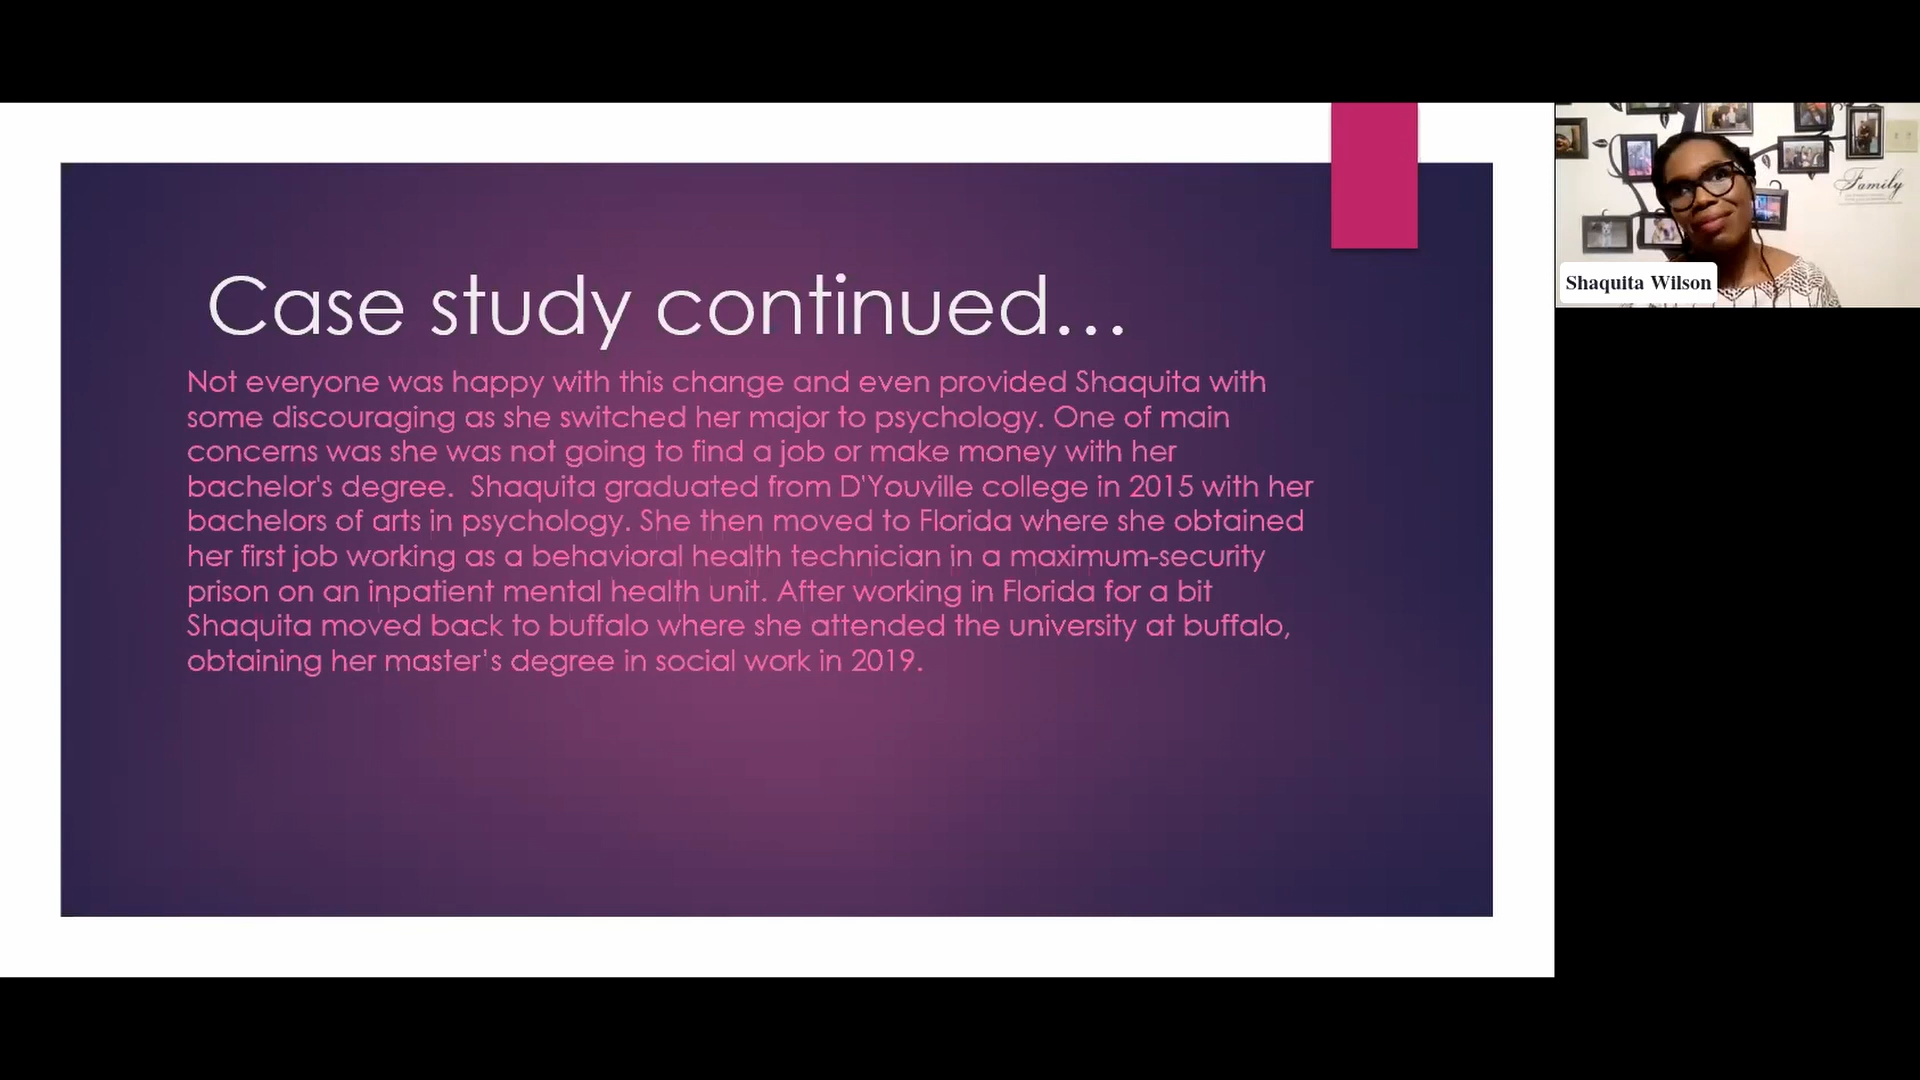 Case study continued...
Not everyone was happy with this change and even provided Shaquita with
some discouraging as she switched her major to psychology. One of main
concerns was she was not going to find a job or make money with her
bachelor's degree.  Shaquita graduated from D'Youville college in 2015 with her
bachelors of arts in psychology. She then moved to Florida where she obtained
her first job working as a behavioral health technician in a maximum-security
prison on an inpatient mental health unit. After working in Florida for a bit
Shaquita moved back to buffalo where she attended the university at buffalo,
obtaining her master's degree in social work in 2019.
Family
Shaquita Wilson